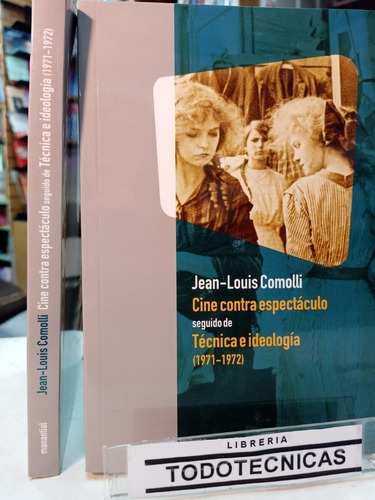 Jean-Louis Comolli Cine contra espectáculo seguido de Técnica e ideología (1971-1972)
manantial
Jean-Louis Comolli
Cine contra espectáculo
seguido de
Técnica e ideología
(1971-1972)
LIBRERIA
TODOTECNICAS